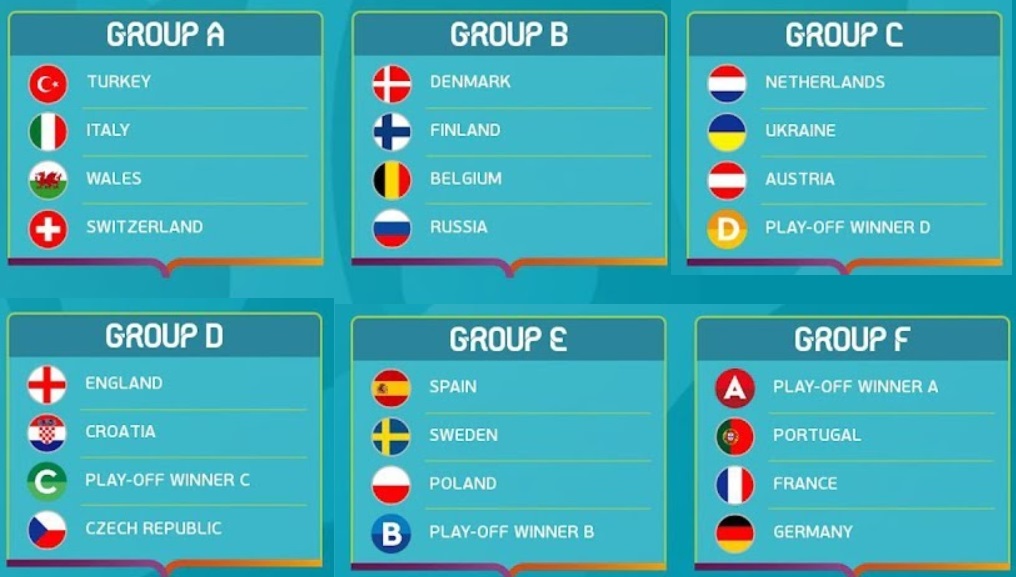 GROUP A
TURKEY
ITALY
WALES
SWITZERLAND
GROUP B
DENMARK
FINLAND
BELGIUM
RUSSIA
GROUP C
NETHERLANDS
UKRAINE
AUSTRIA
D PLAY-OFF WINNER D
GROUP D
ENGLAND
CROATIA
C PLAY-OFF WINNER C
CZECH REPUBLIC
GROUP E
SPAIN
SWEDEN
POLAND
B PLAY-OFF WINNER B
GROUP F
A PLAY-OFF WINNER A
PORTUGAL
FRANCE
GERMANY